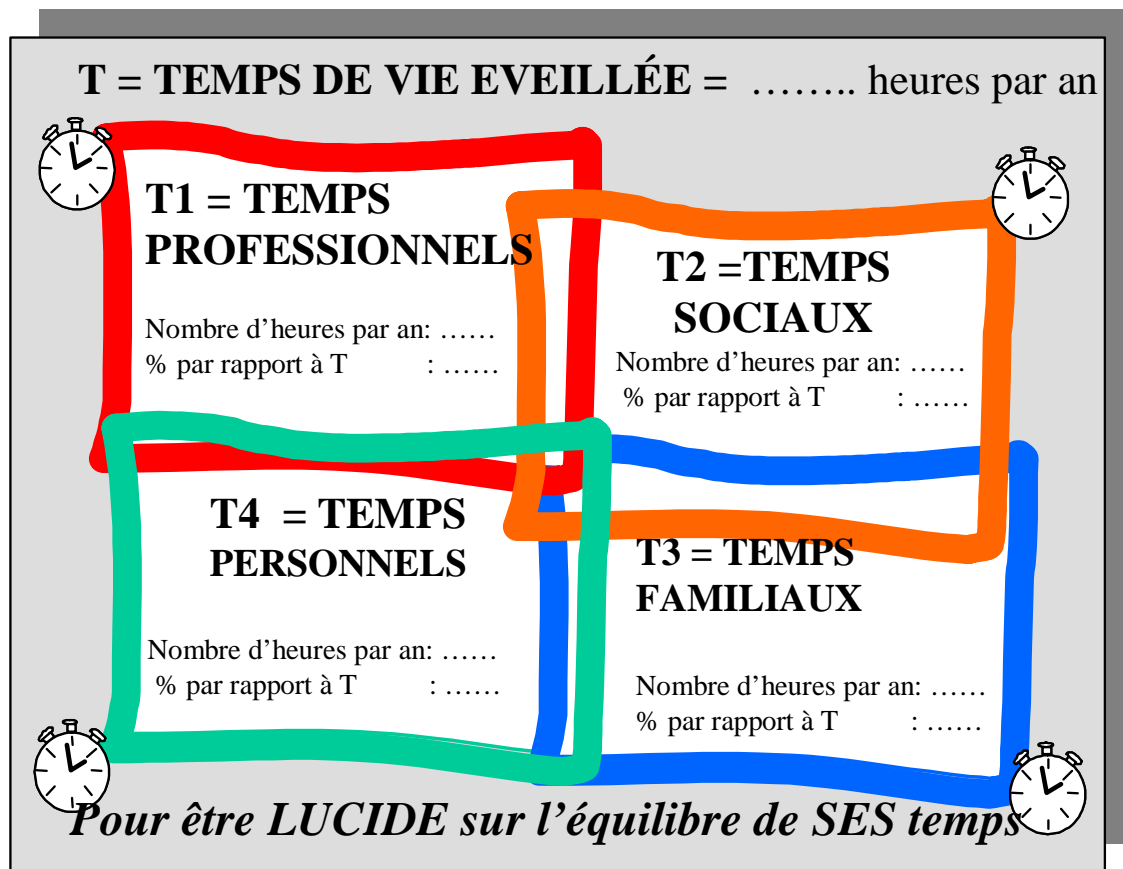 T = TEMPS DE VIE EVEILLÉE = …….. heures par an
T1 = TEMPS
PROFESSIONNELS
Nombre d’heures par an: ……
% par rapport à T : ……
T2 =TEMPS
SOCIAUX
Nombre d’heures par an: ……
% par rapport à T : ……
T4 = TEMPS
PERSONNELS
Nombre d’heures par an: ……
% par rapport à T : ……
T3 = TEMPS
FAMILIAUX
Nombre d’heures par an: ……
% par rapport à T : ……
Pour être LUCIDE sur l’équilibre de SES temps